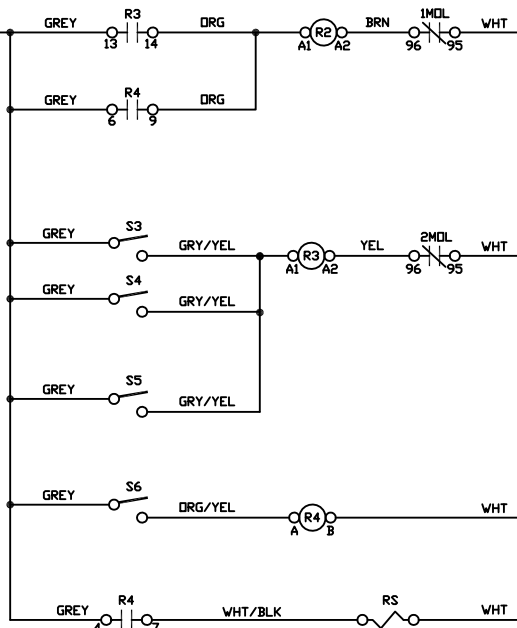 GREY R3 ORG R2 BRN 1MOL WHT
13 14 A1 A2 96 95
GREY R4 ORG
6 9
GREY S3 GRY/YEL R3 YEL 2MOL WHT
A1 A2 96 95
GREY S4 GRY/YEL
GREY S5 GRY/YEL
GREY S6 ORG/YEL R4 WHT
A B
GREY R4 WHT/BLK RS WHT
4 7